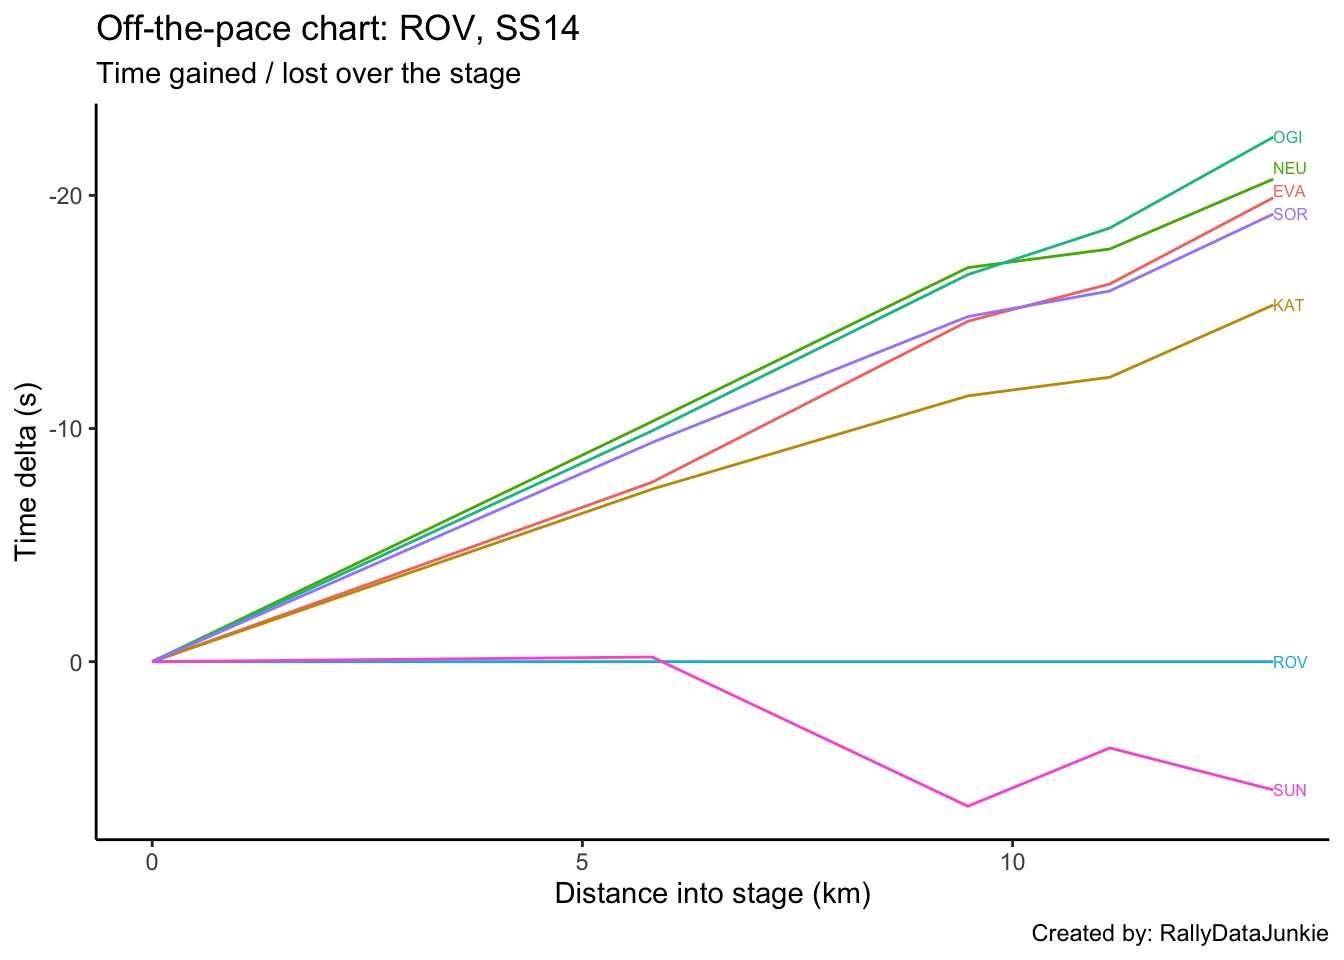 Off-the-pace chart: ROV, SS14
Time gained / lost over the stage
OGI
NEU
EVA
SOR
KAT
ROV
SUN
-20
-10
0
Time delta (s)
0 5 10
Distance into stage (km)
Created by: RallyDataJunkie